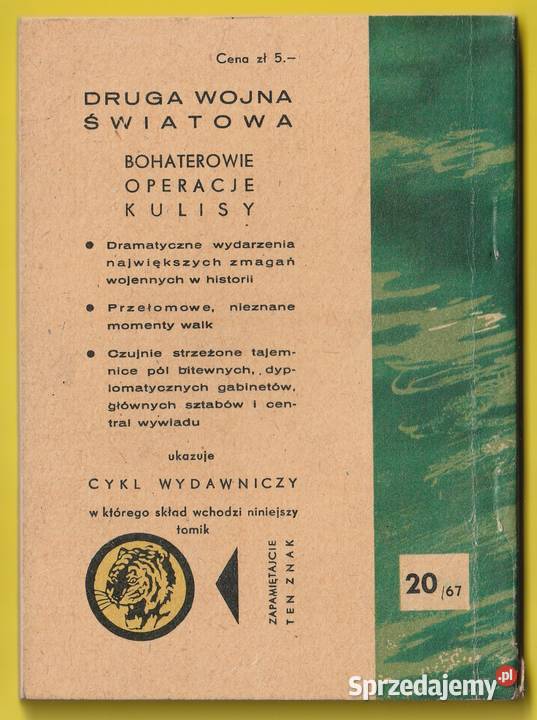 Cena zł 5.–
DRUGA WOJNA
ŚWIATOWA
BOHATEROWIE
OPERACJE
KULISY
● Dramatyczne wydarzenia
największych zmagań
wojennych w historii
● Przełomowe, nieznane
momenty walk
● Czujnie strzeżone tajem-
nice pól bitewnych, dyp-
lomatycznych gabinetów,
głównych sztabów i cen-
tral wywiadu
ukazuje
CYKL WYDAWNICZY
w którego skład wchodzi niniejszy
tomik
ZAPAMIĘTAJCIE
TEN ZNAK
20/67
Sprzedajemy.pl